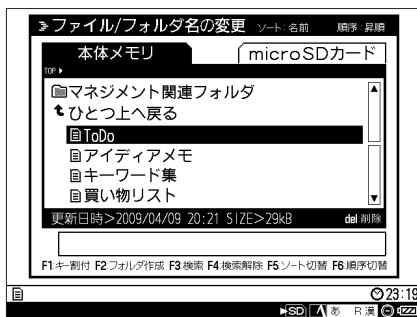 ファイル/フォルダ名の変更 ソート:名前 順序:昇順
本体メモリ microSDカード
TOP
マネジメント関連フォルダ
ひとつ上へ戻る
ToDo
アイディアメモ
キーワード集
買い物リスト
更新日時>2009/04/09 20:21 SIZE>29kB del:削除
F1:キー割付 F2:フォルダ作成 F3:検索 F4:検索解除 F5:ソート切替 F6:順序切替
23:19
SD あ R漢